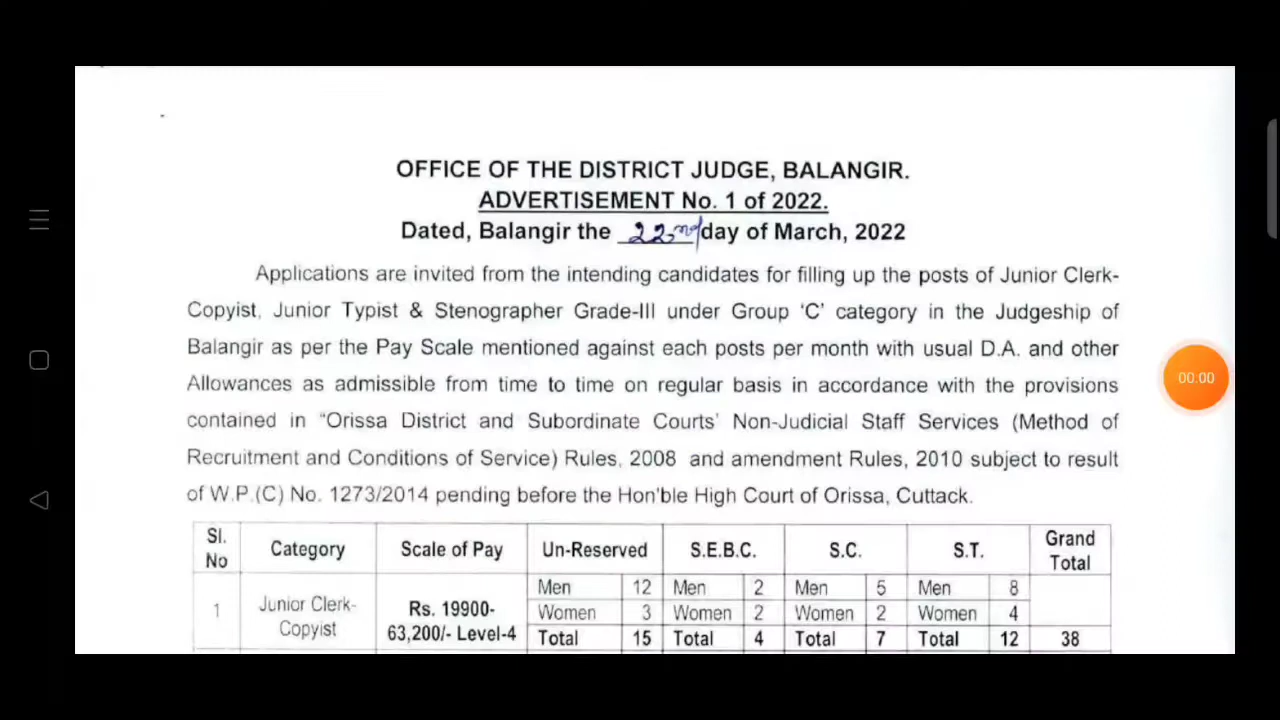 OFFICE OF THE DISTRICT JUDGE, BALANGIR.
ADVERTISEMENT No. 1 of 2022.
Dated, Balangir the 22nd day of March, 2022
Applications are invited from the intending candidates for filling up the posts of Junior Clerk-
Copyist, Junior Typist & Stenographer Grade-III under Group ‘C’ category in the Judgeship of
Balangir as per the Pay Scale mentioned against each posts per month with usual D.A. and other
Allowances as admissible from time to time on regular basis in accordance with the provisions
contained in “Orissa District and Subordinate Courts’ Non-Judicial Staff Services (Method of
Recruitment and Conditions of Service) Rules, 2008 and amendment Rules, 2010 subject to result
of W.P.(C) No. 1273/2014 pending before the Hon’ble High Court of Orissa, Cuttack.
Sl. No Category Scale of Pay Un-Reserved S.E.B.C. S.C. S.T. Grand Total
1 Junior Clerk-Copyist Rs. 19900-63,200/- Level-4
Men 12 Men 2 Men 5 Men 8
Women 3 Women 2 Women 2 Women 4
Total 15 Total 4 Total 7 Total 12 38
00:00